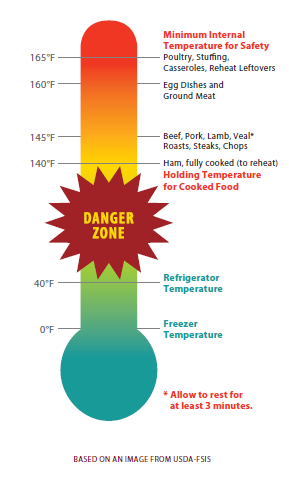 Minimum Internal
Temperature for Safety
165°F
Poultry, Stuffing,
Casseroles, Reheat Leftovers
160°F
Egg Dishes and
Ground Meat
145°F
Beef, Pork, Lamb, Veal*
Roasts, Steaks, Chops
140°F
Ham, fully cooked (to reheat)
Holding Temperature
for Cooked Food
DANGER
ZONE
40°F
Refrigerator
Temperature
0°F
Freezer
Temperature
* Allow to rest for
at least 3 minutes.
BASED ON AN IMAGE FROM USDA-FSIS